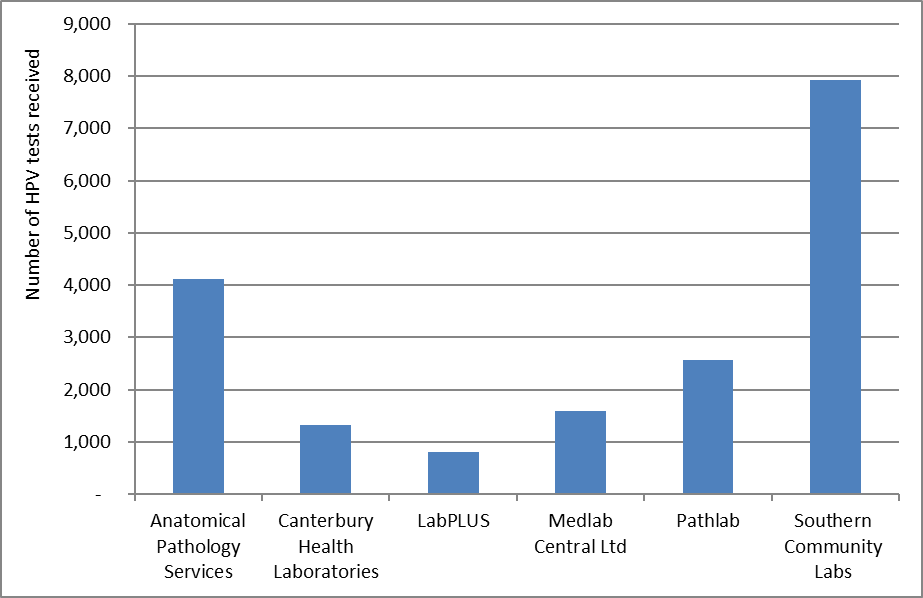 9,000
8,000
7,000
6,000
5,000
4,000
3,000
2,000
1,000
-
Number of HPV tests received
Anatomical
Pathology
Services
Canterbury
Health
Laboratories
LabPLUS
Medlab
Central Ltd
Pathlab
Southern
Community
Labs